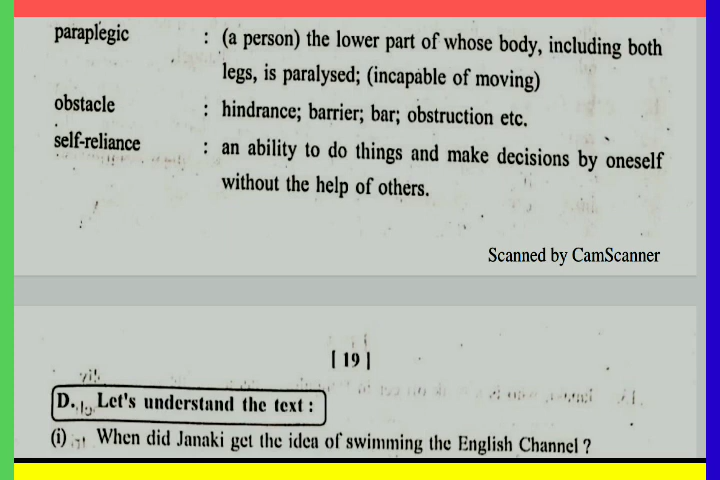 paraplegic : (a person) the lower part of whose body, including both
legs, is paralysed; (incapable of moving)
obstacle : hindrance; barrier; bar; obstruction etc.
self-reliance : an ability to do things and make decisions by oneself
without the help of others.
Scanned by CamScanner
[ 19 ]
D. Let's understand the text :
(i) When did Janaki get the idea of swimming the English Channel ?